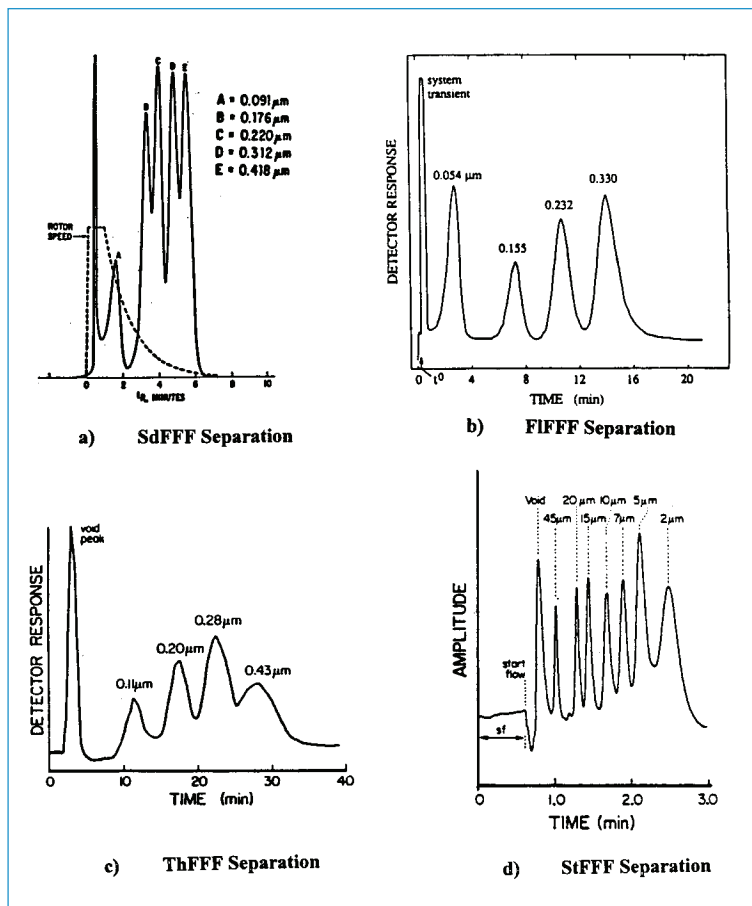 A = 0.091 µm
B = 0.176 µm
C = 0.220 µm
D = 0.312 µm
E = 0.418 µm
B
C
D
E
A
ROTOR
SPEED
0 2 4 6 8 10
tR, MINUTES
a) SdFFF Separation
DETECTOR RESPONSE
system
transient
0.054 µm
0.155
0.232
0.330
0 4 8 12 16 20
t⁰
TIME (min)
b) FlFFF Separation
DETECTOR RESPONSE
void
peak
0.11µm
0.20µm
0.28µm
0.43µm
0 10 20 30 40
TIME (min)
c) ThFFF Separation
AMPLITUDE
Void 20µm 10µm 5µm
45µm 15µm 7µm 2µm
start
flow
sf
0 1.0 2.0 3.0
TIME (min)
d) StFFF Separation